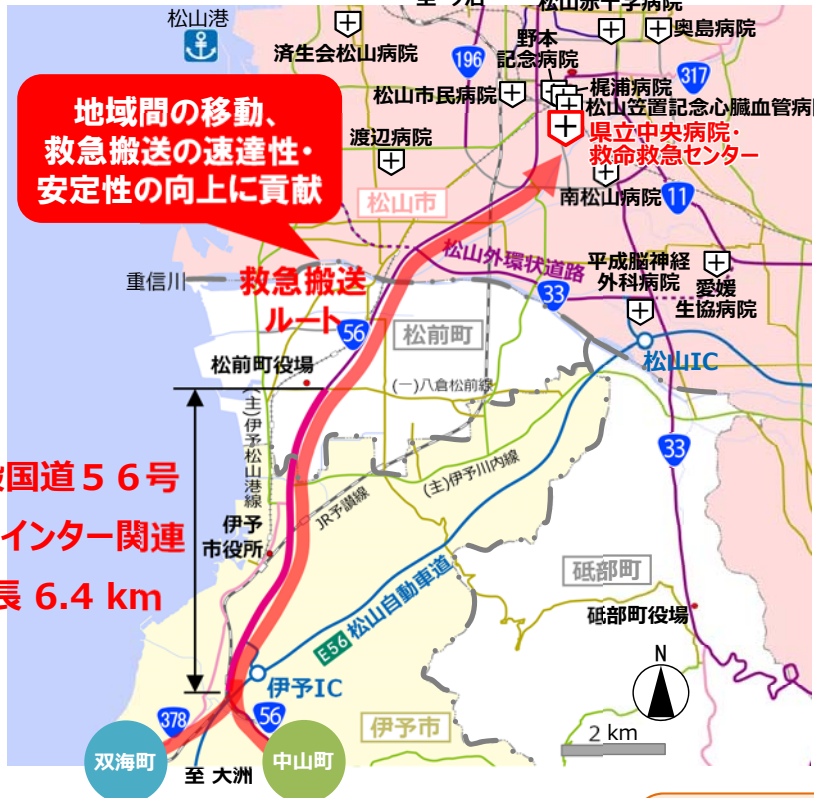 松山港
済生会松山病院
松山赤十字病院
奥島病院
野本
記念病院
196
317
松山市民病院
梶浦病院
松山笠置記念心臓血管病
県立中央病院・
救命救急センター
地域間の移動、
救急搬送の速達性・
安定性の向上に貢献
渡辺病院
南松山病院
11
松山市
松山外環状道路
平成脳神経
外科病院
愛媛
生協病院
重信川
救急搬送
ルート
33
56
松前町
松山IC
松前町役場
(一)八倉松前線
(主)伊予松山港線
33
(主)伊予川内線
JR予讃線
国道56号
インター関連
長 6.4 km
伊予
市役所
砥部町
砥部町役場
E56 松山自動車道
N
伊予IC
378
56
伊予市
2 km
双海町
至 大洲
中山町